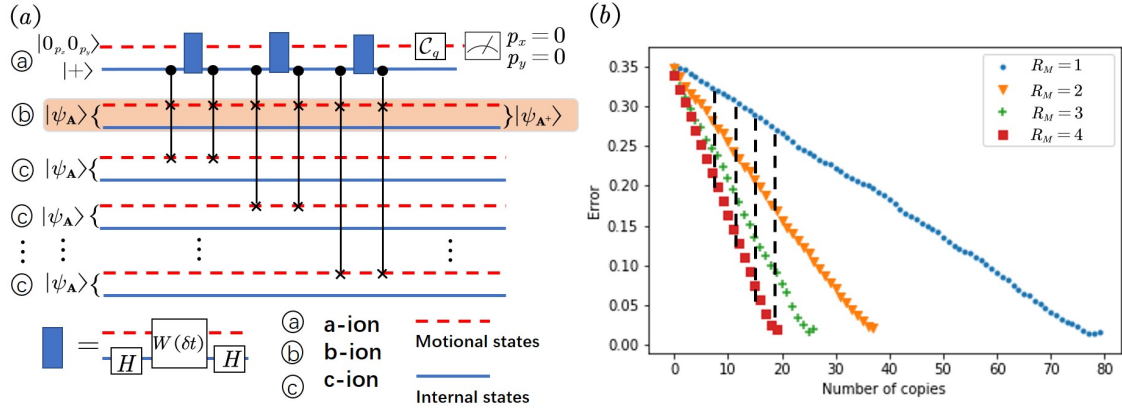 (a)
|0_{p_x} 0_{p_y}⟩
ⓐ
|+⟩
𝒞_q
p_x = 0
p_y = 0
ⓑ |ψ_A⟩{ }|ψ_{A⁺}⟩
ⓒ |ψ_A⟩{
ⓒ |ψ_A⟩{
ⓒ |ψ_A⟩{
= H W(δt) H
ⓐ a-ion
ⓑ b-ion
ⓒ c-ion
Motional states
Internal states
(b)
R_M = 1
R_M = 2
R_M = 3
R_M = 4
Error
0.35
0.30
0.25
0.20
0.15
0.10
0.05
0.00
0 10 20 30 40 50 60 70 80
Number of copies